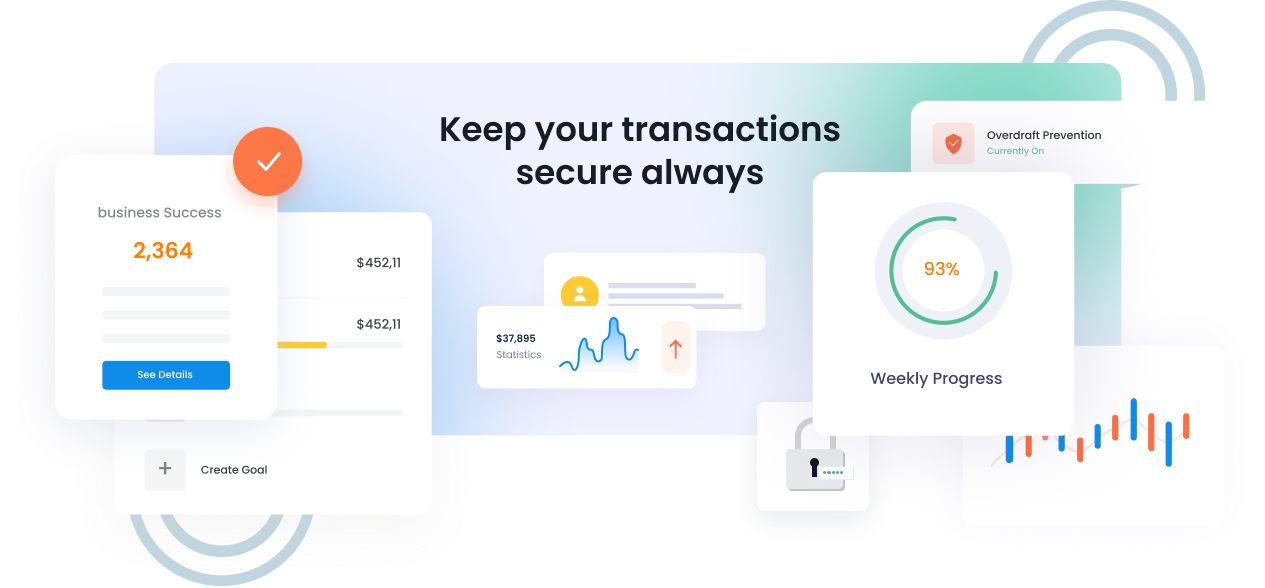 Keep your transactions
secure always
Overdraft Prevention
Currently On
business Success
2,364
$452,11
$452,11
See Details
Create Goal
$37,895
Statistics
93%
Weekly Progress